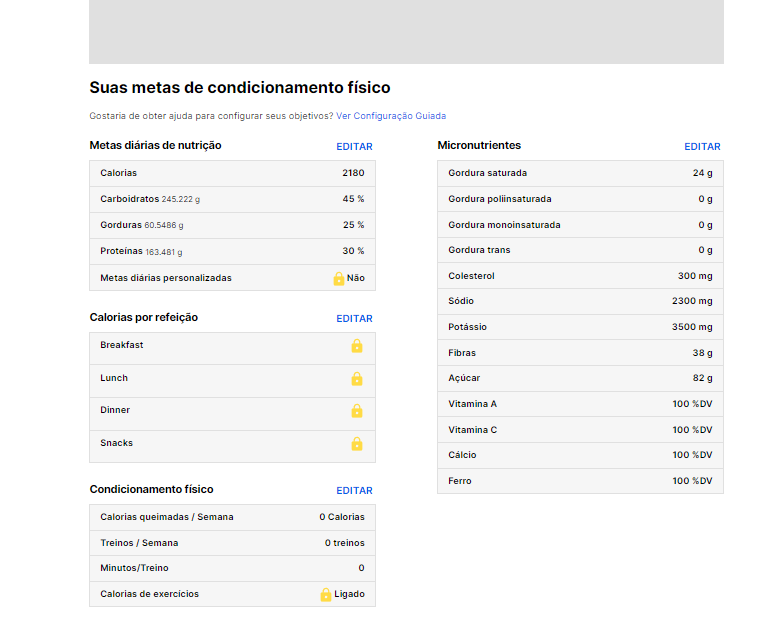 Suas metas de condicionamento físico
Gostaria de obter ajuda para configurar seus objetivos? Ver Configuração Guiada
Metas diárias de nutrição EDITAR
Calorias 2180
Carboidratos 245.222 g 45 %
Gorduras 60.5486 g 25 %
Proteínas 163.481 g 30 %
Metas diárias personalizadas Não
Calorias por refeição EDITAR
Breakfast
Lunch
Dinner
Snacks
Condicionamento físico EDITAR
Calorias queimadas / Semana 0 Calorias
Treinos / Semana 0 treinos
Minutos/Treino 0
Calorias de exercícios Ligado
Micronutrientes EDITAR
Gordura saturada 24 g
Gordura poliinsaturada 0 g
Gordura monoinsaturada 0 g
Gordura trans 0 g
Colesterol 300 mg
Sódio 2300 mg
Potássio 3500 mg
Fibras 38 g
Açúcar 82 g
Vitamina A 100 %DV
Vitamina C 100 %DV
Cálcio 100 %DV
Ferro 100 %DV